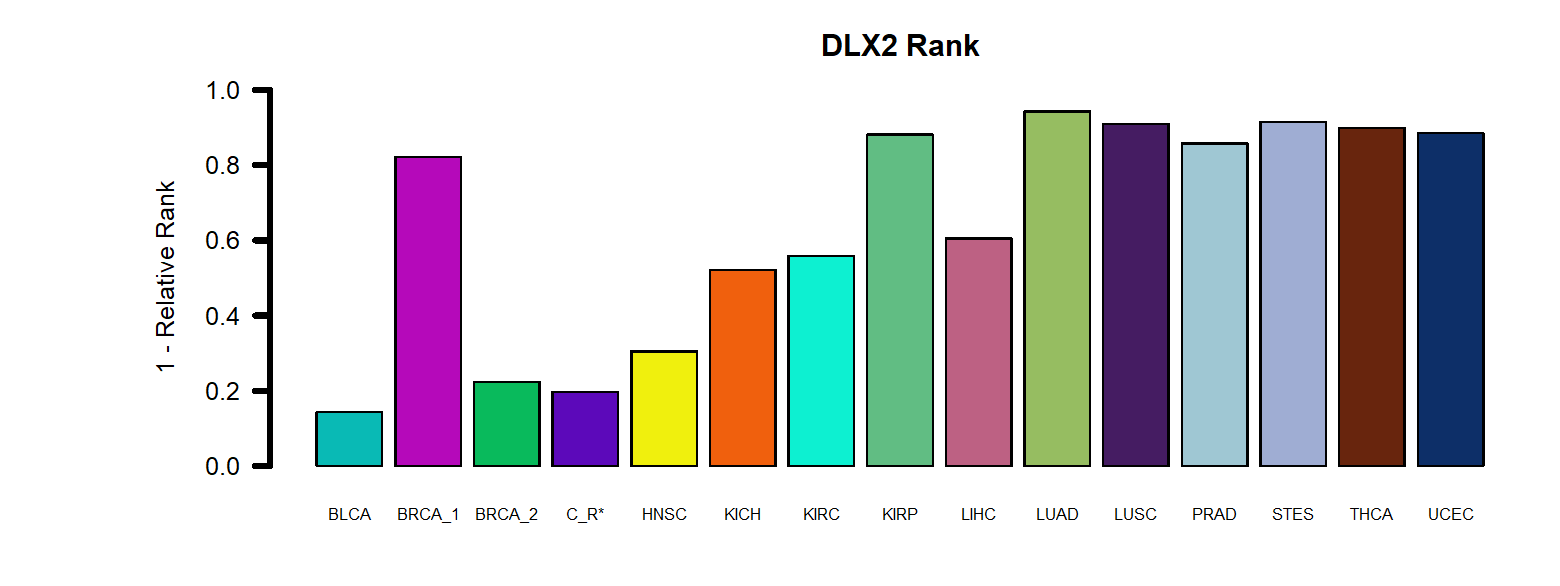 DLX2 Rank
1 - Relative Rank
1.0
0.8
0.6
0.4
0.2
0.0
BLCA BRCA_1 BRCA_2 C_R* HNSC KICH KIRC KIRP LIHC LUAD LUSC PRAD STES THCA UCEC